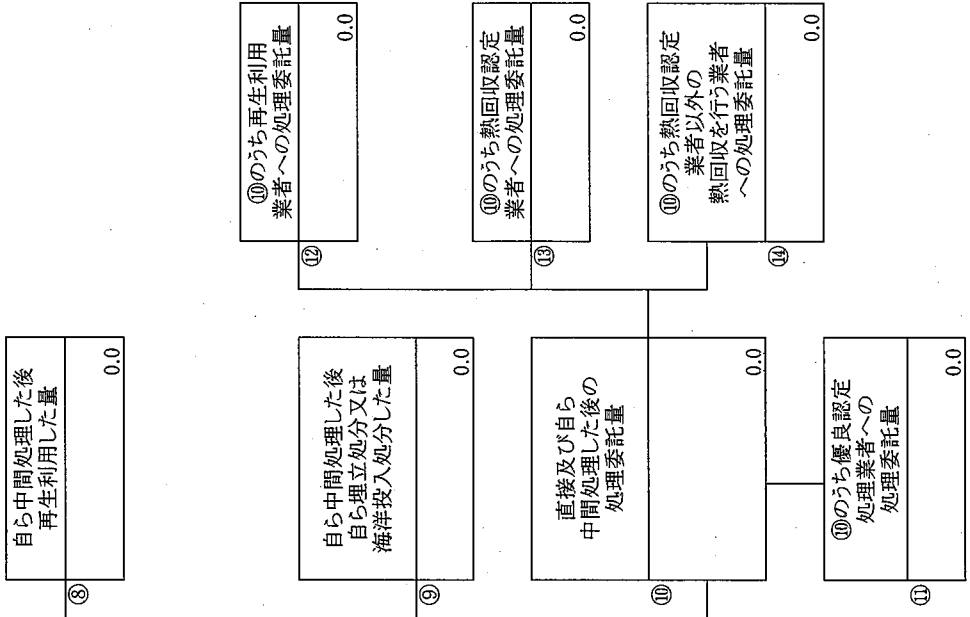 ⑧
自ら中間処理した後
再生利用した量
0.0
⑨
自ら中間処理した後
自ら埋立処分又は
海洋投入処分した量
0.0
⑩
直接及び自ら
中間処理した後の
処理委託量
0.0
⑪
⑩のうち優良認定
処理業者への
処理委託量
0.0
⑫
⑩のうち再生利用
業者への処理委託量
0.0
⑬
⑩のうち熱回収認定
業者への処理委託量
0.0
⑭
⑩のうち熱回収認定
業者以外の
熱回収を行う業者
への処理委託量
0.0